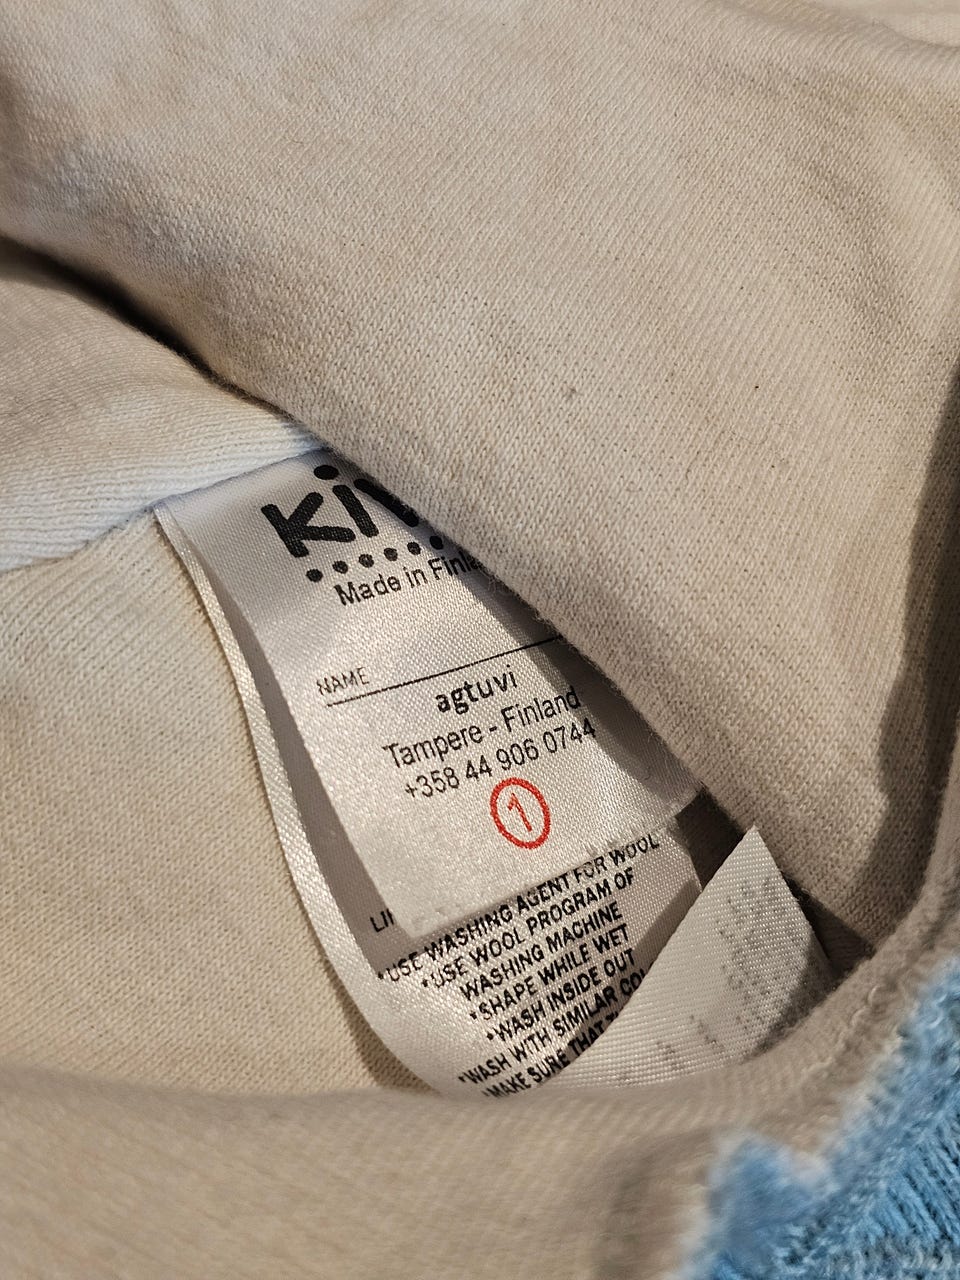 Made in
NAME
agtuvi
Tampere - Finland
+358 44 906 0744
1
•USE WASHING AGENT FOR WOOL
•USE WOOL PROGRAM OF
WASHING MACHINE
•SHAPE WHILE WET
•WASH INSIDE OUT
•WASH WITH SIMILAR
•MAKE SURE THAT